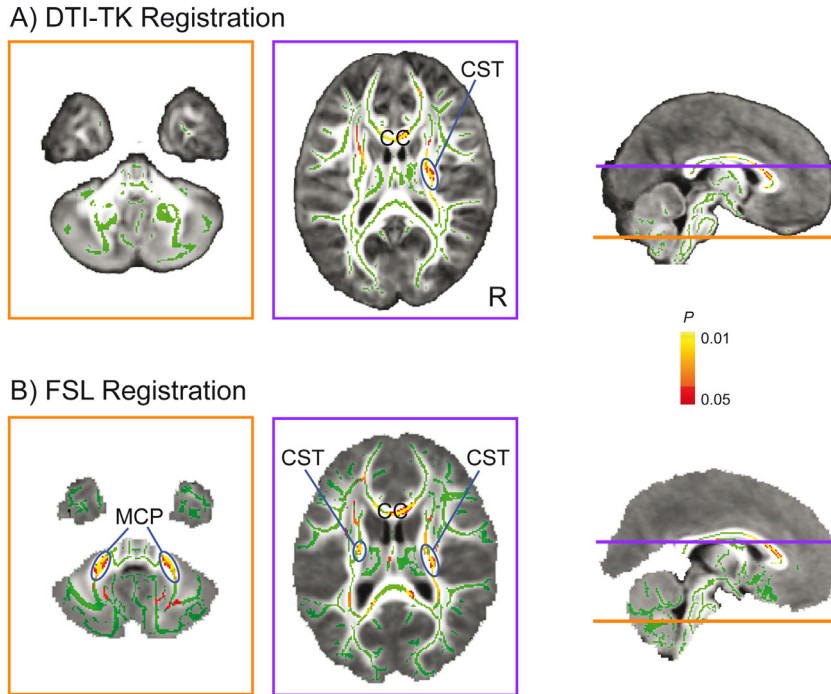 A) DTI-TK Registration
CST
CC
R
P
0.01
0.05
B) FSL Registration
CST
CST
MCP
CC